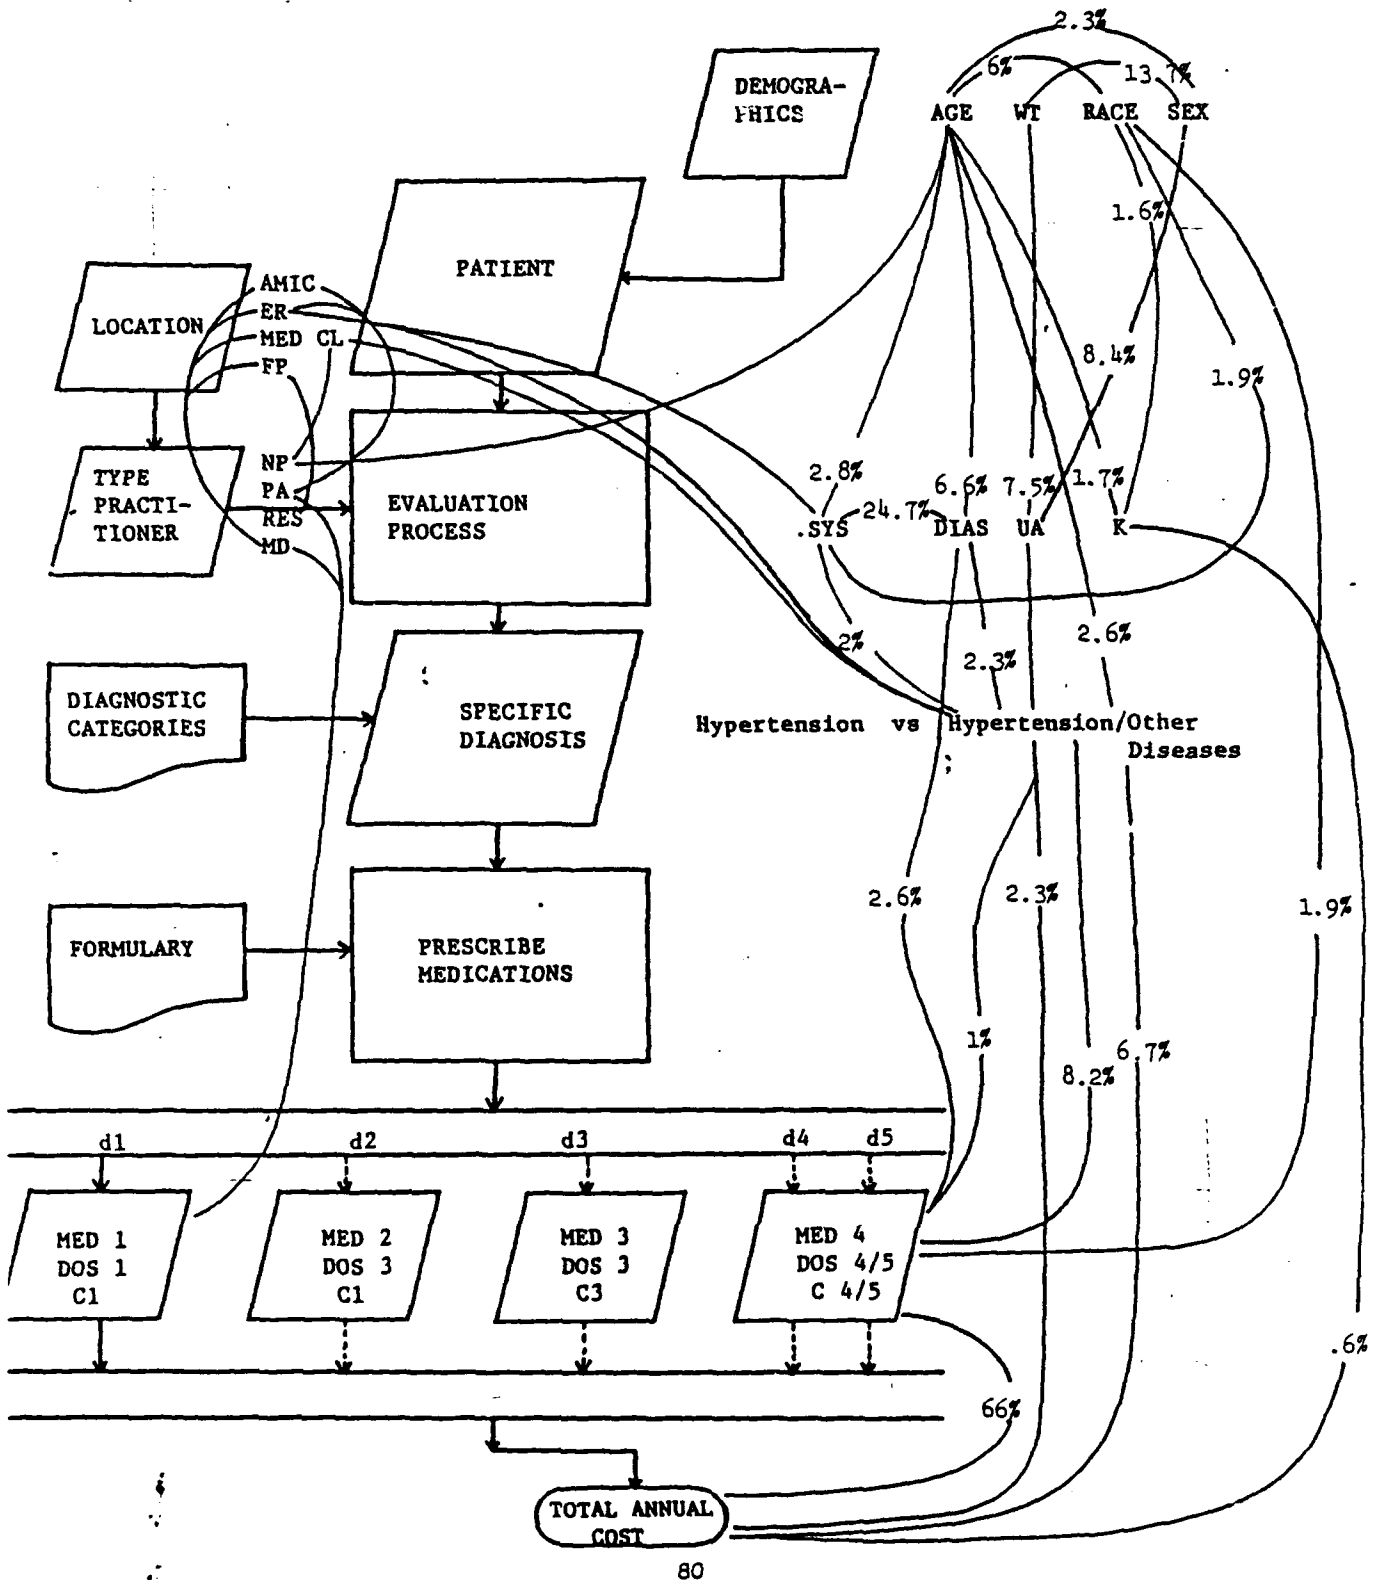 2.3%
6%
13.7%
DEMOGRA-
PHICS
AGE WT RACE SEX
1.6%
PATIENT
AMIC
ER
MED CL
FP
LOCATION
8.4%
1.9%
NP
PA
RES
MD
TYPE
PRACTI-
TIONER
EVALUATION
PROCESS
2.8%
6.6%
7.5%
1.7%
.SYS 24.7% DIAS UA K
2%
2.3%
2.6%
DIAGNOSTIC
CATEGORIES
SPECIFIC
DIAGNOSIS
Hypertension vs Hypertension/Other
Diseases
2.6%
2.3%
1.9%
FORMULARY
PRESCRIBE
MEDICATIONS
1%
8.2%
6.7%
d1 d2 d3 d4 d5
MED 1
DOS 1
C1
MED 2
DOS 3
C1
MED 3
DOS 3
C3
MED 4
DOS 4/5
C 4/5
.6%
66%
TOTAL ANNUAL
COST
80